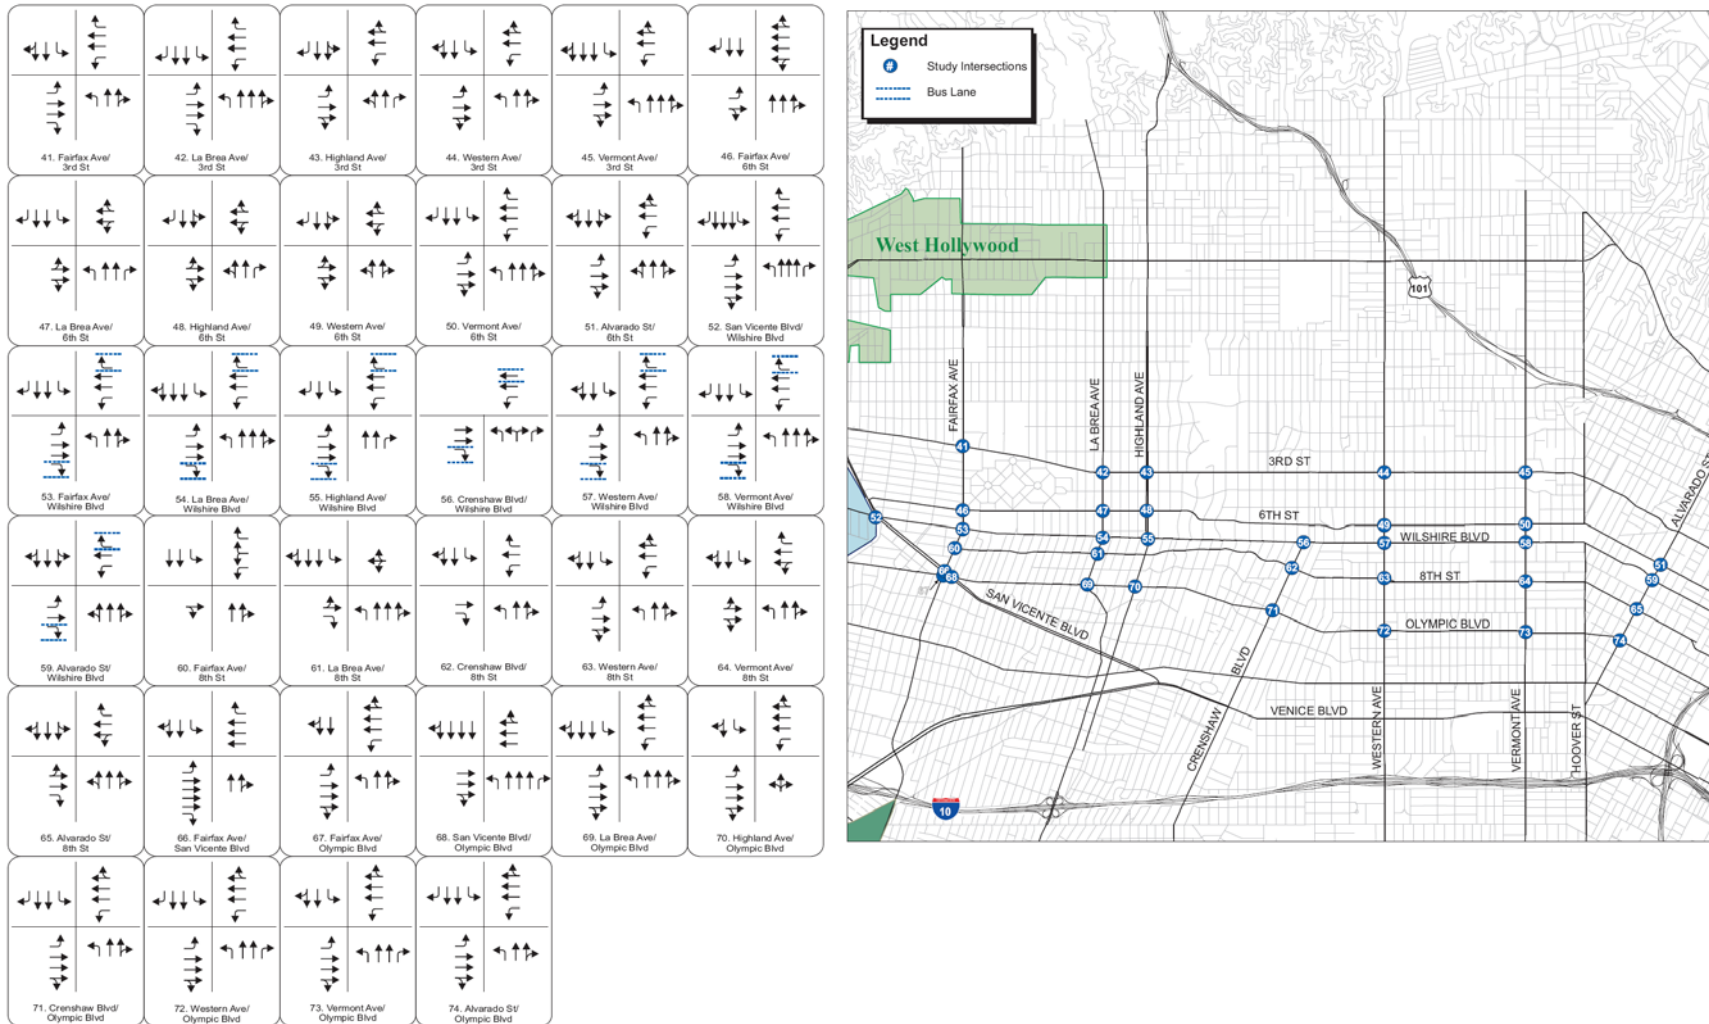 41. Fairfax Ave/
3rd St
42. La Brea Ave/
3rd St
43. Highland Ave/
3rd St
44. Western Ave/
3rd St
45. Vermont Ave/
3rd St
46. Fairfax Ave/
6th St
47. La Brea Ave/
6th St
48. Highland Ave/
6th St
49. Western Ave/
6th St
50. Vermont Ave/
6th St
51. Alvarado St/
6th St
52. San Vicente Blvd/
Wilshire Blvd
53. Fairfax Ave/
Wilshire Blvd
54. La Brea Ave/
Wilshire Blvd
55. Highland Ave/
Wilshire Blvd
56. Crenshaw Blvd/
Wilshire Blvd
57. Western Ave/
Wilshire Blvd
58. Vermont Ave/
Wilshire Blvd
59. Alvarado St/
Wilshire Blvd
60. Fairfax Ave/
8th St
61. La Brea Ave/
8th St
62. Crenshaw Blvd/
8th St
63. Western Ave/
8th St
64. Vermont Ave/
8th St
65. Alvarado St/
8th St
66. Fairfax Ave/
San Vicente Blvd
67. Fairfax Ave/
Olympic Blvd
68. San Vicente Blvd/
Olympic Blvd
69. La Brea Ave/
Olympic Blvd
70. Highland Ave/
Olympic Blvd
71. Crenshaw Blvd/
Olympic Blvd
72. Western Ave/
Olympic Blvd
73. Vermont Ave/
Olympic Blvd
74. Alvarado St/
Olympic Blvd
Legend
# Study Intersections
Bus Lane
West Hollywood
101
FAIRFAX AVE
LA BREA AVE
HIGHLAND AVE
ALVARADO ST
41
42
43
3RD ST
44
45
46
47
48
6TH ST
49
50
52
53
54
55
56
57
WILSHIRE BLVD
58
51
60
61
62
63
8TH ST
64
59
66
68
67
69
70
71
65
SAN VICENTE BLVD
72
OLYMPIC BLVD
73
74
CRENSHAW BLVD
VENICE BLVD
WESTERN AVE
VERMONT AVE
HOOVER ST
10